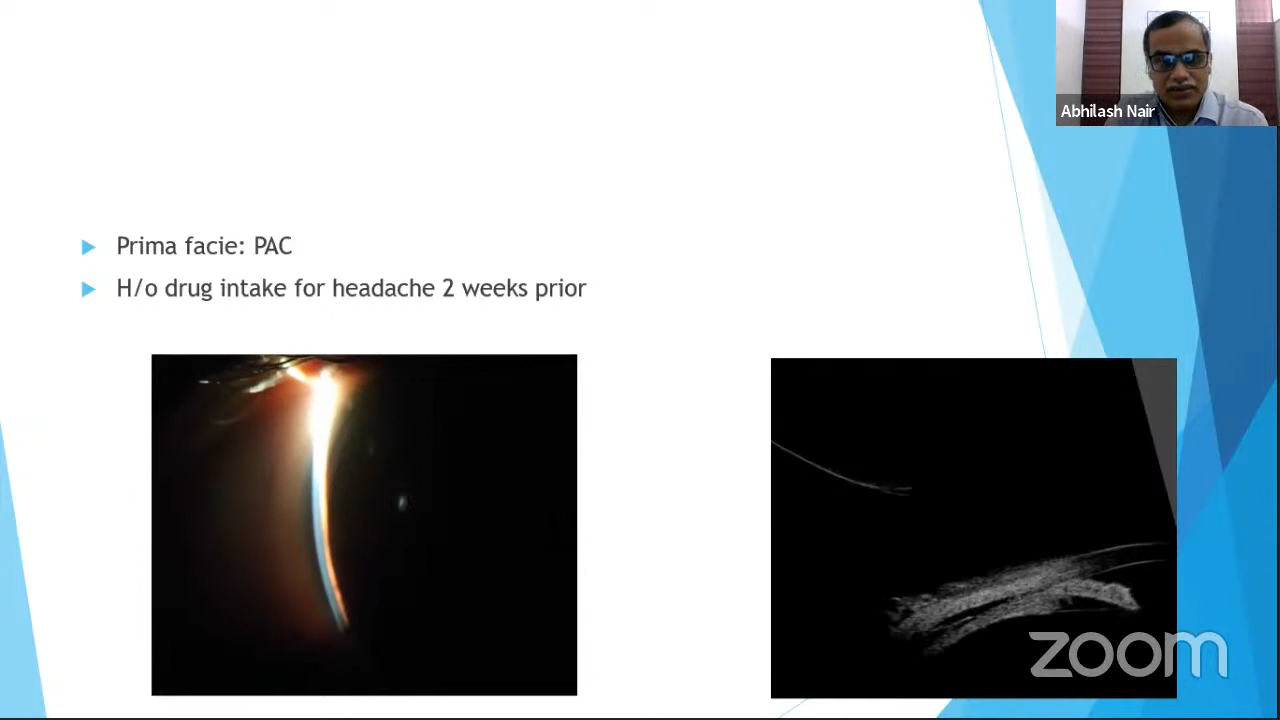 Abhilash Nair
Prima facie: PAC
H/o drug intake for headache 2 weeks prior
zoom